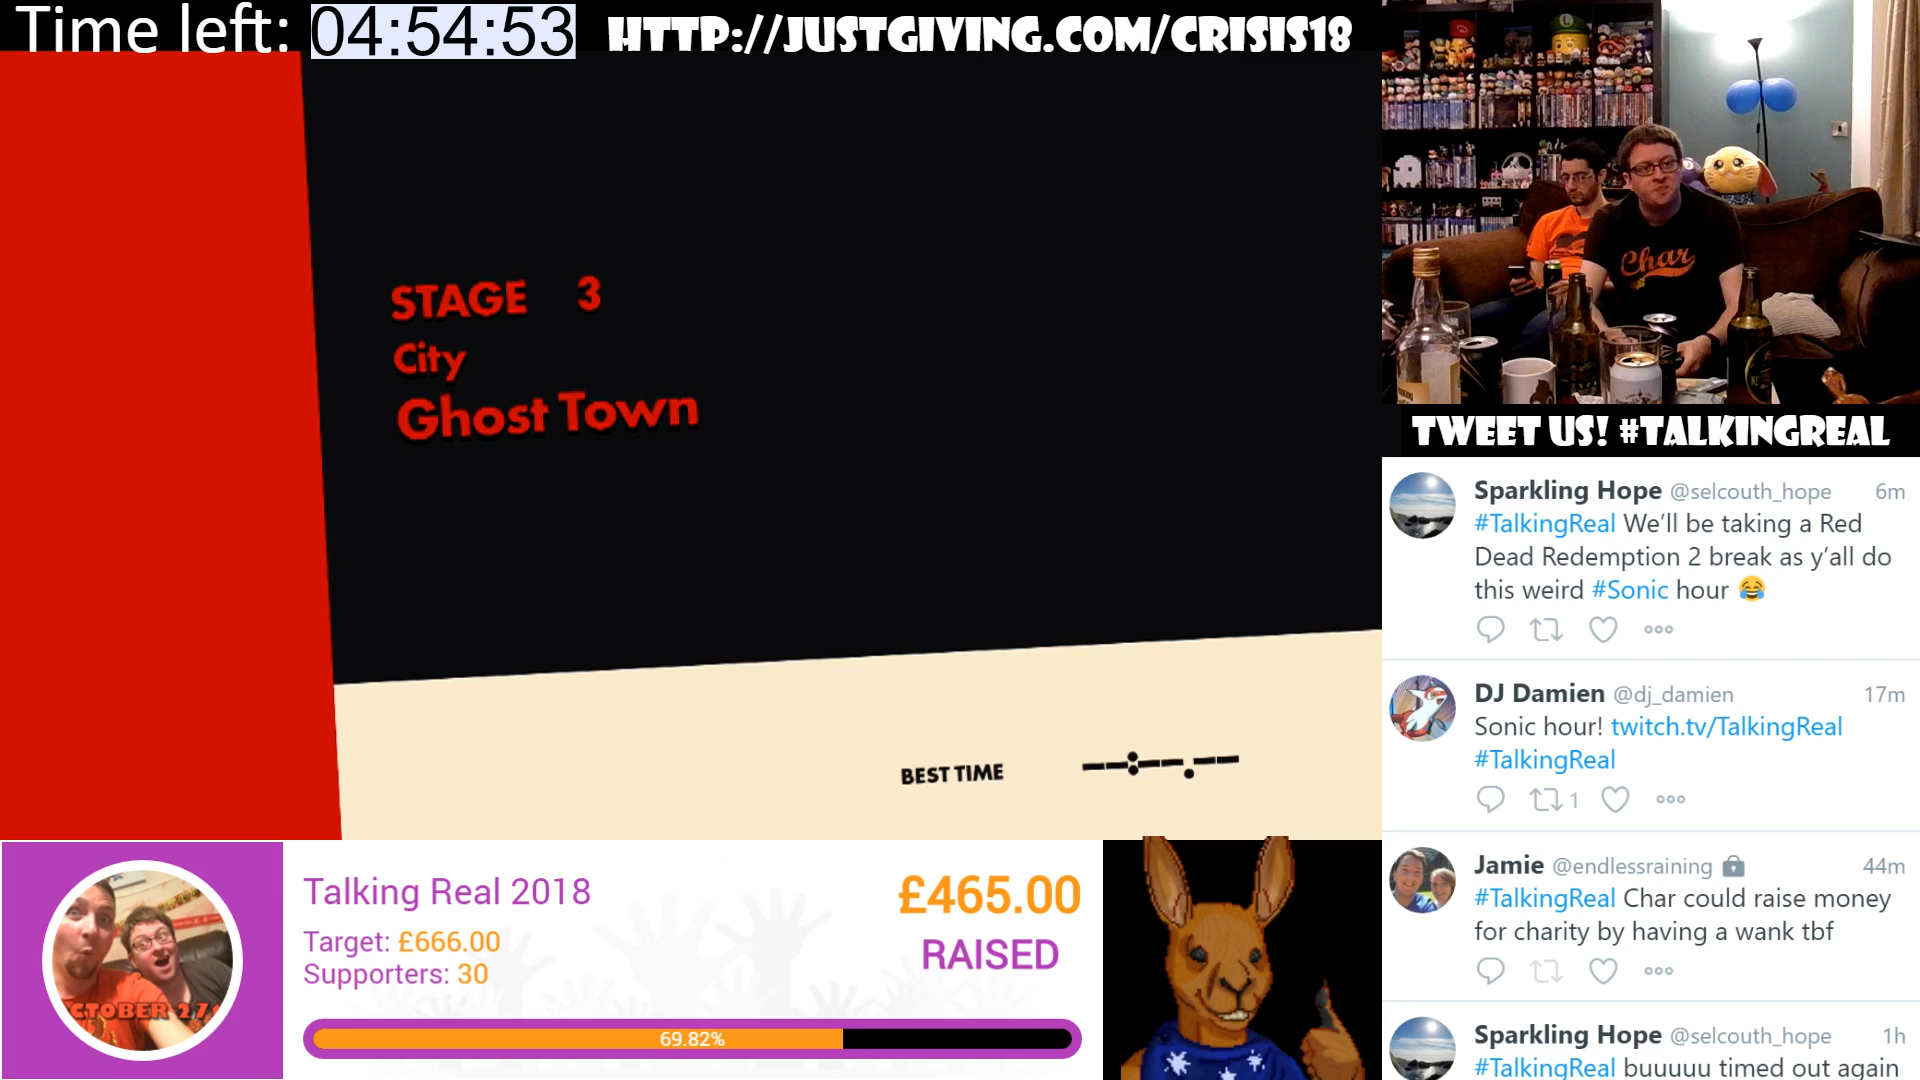 Time left: 04:54:53 HTTP://JUSTGIVING.COM/CRISIS18
STAGE 3
City
Ghost Town
BEST TIME
Char
TWEET US! #TALKINGREAL
Sparkling Hope @selcouth_hope 6m
#TalkingReal We'll be taking a Red
Dead Redemption 2 break as y'all do
this weird #Sonic hour 😂
DJ Damien @dj_damien 17m
Sonic hour! twitch.tv/TalkingReal
#TalkingReal
1
Jamie @endlessraining 44m
#TalkingReal Char could raise money
for charity by having a wank tbf
Sparkling Hope @selcouth_hope 1h
#TalkingReal buuuuu timed out again
CTOBER 27
Talking Real 2018
Target: £666.00
Supporters: 30
£465.00
RAISED
69.82%